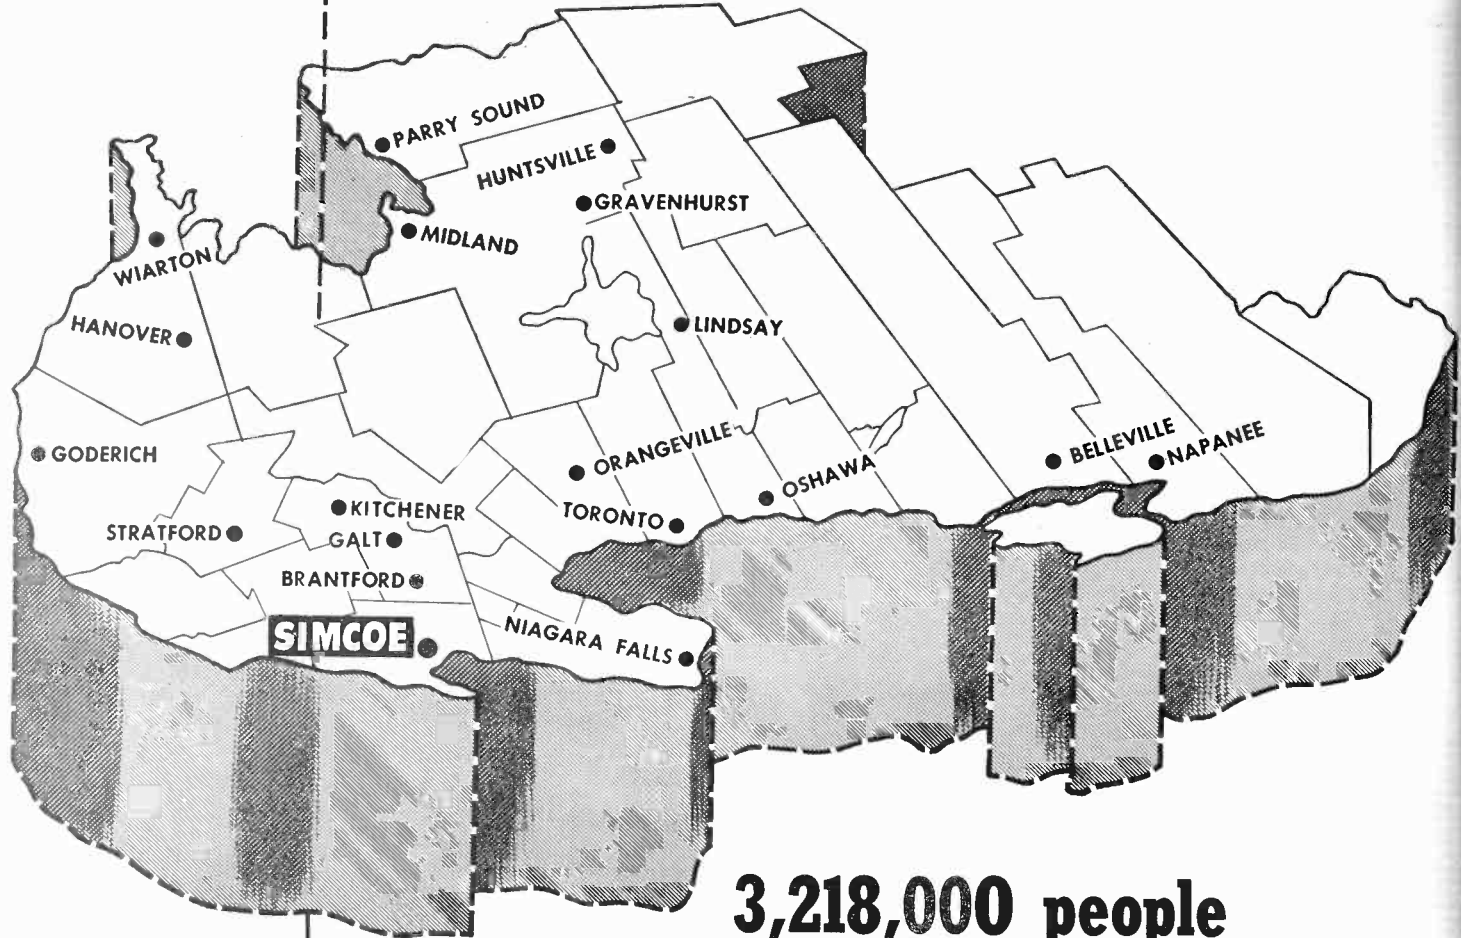 PARRY SOUND
HUNTSVILLE
GRAVENHURST
MIDLAND
WIARTON
HANOVER
LINDSAY
GODERICH
ORANGEVILLE
BELLEVILLE
NAPANEE
OSHAWA
KITCHENER
TORONTO
STRATFORD
GALT
BRANTFORD
SIMCOE
NIAGARA FALLS
3,218,000 people